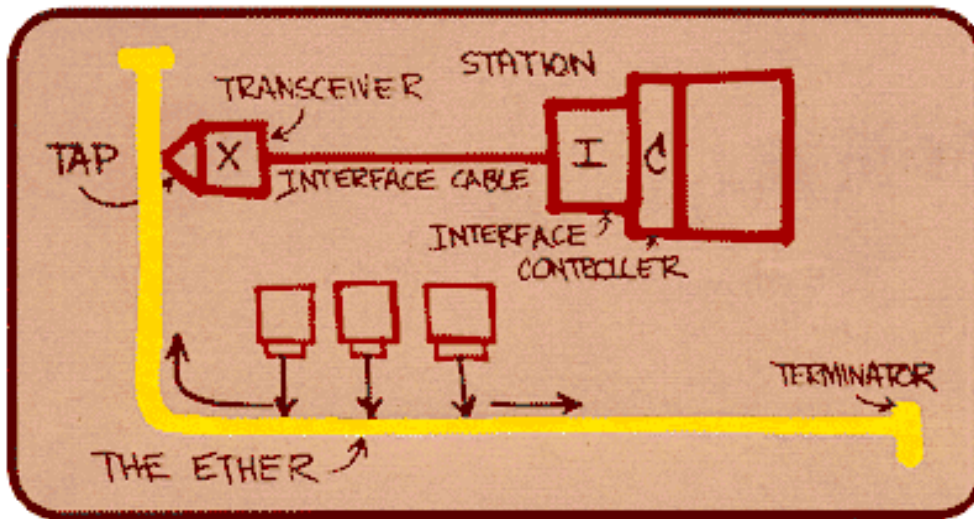 STATION
TRANSCEIVER
TAP
X
I
C
INTERFACE CABLE
INTERFACE
CONTROLLER
TERMINATOR
THE ETHER